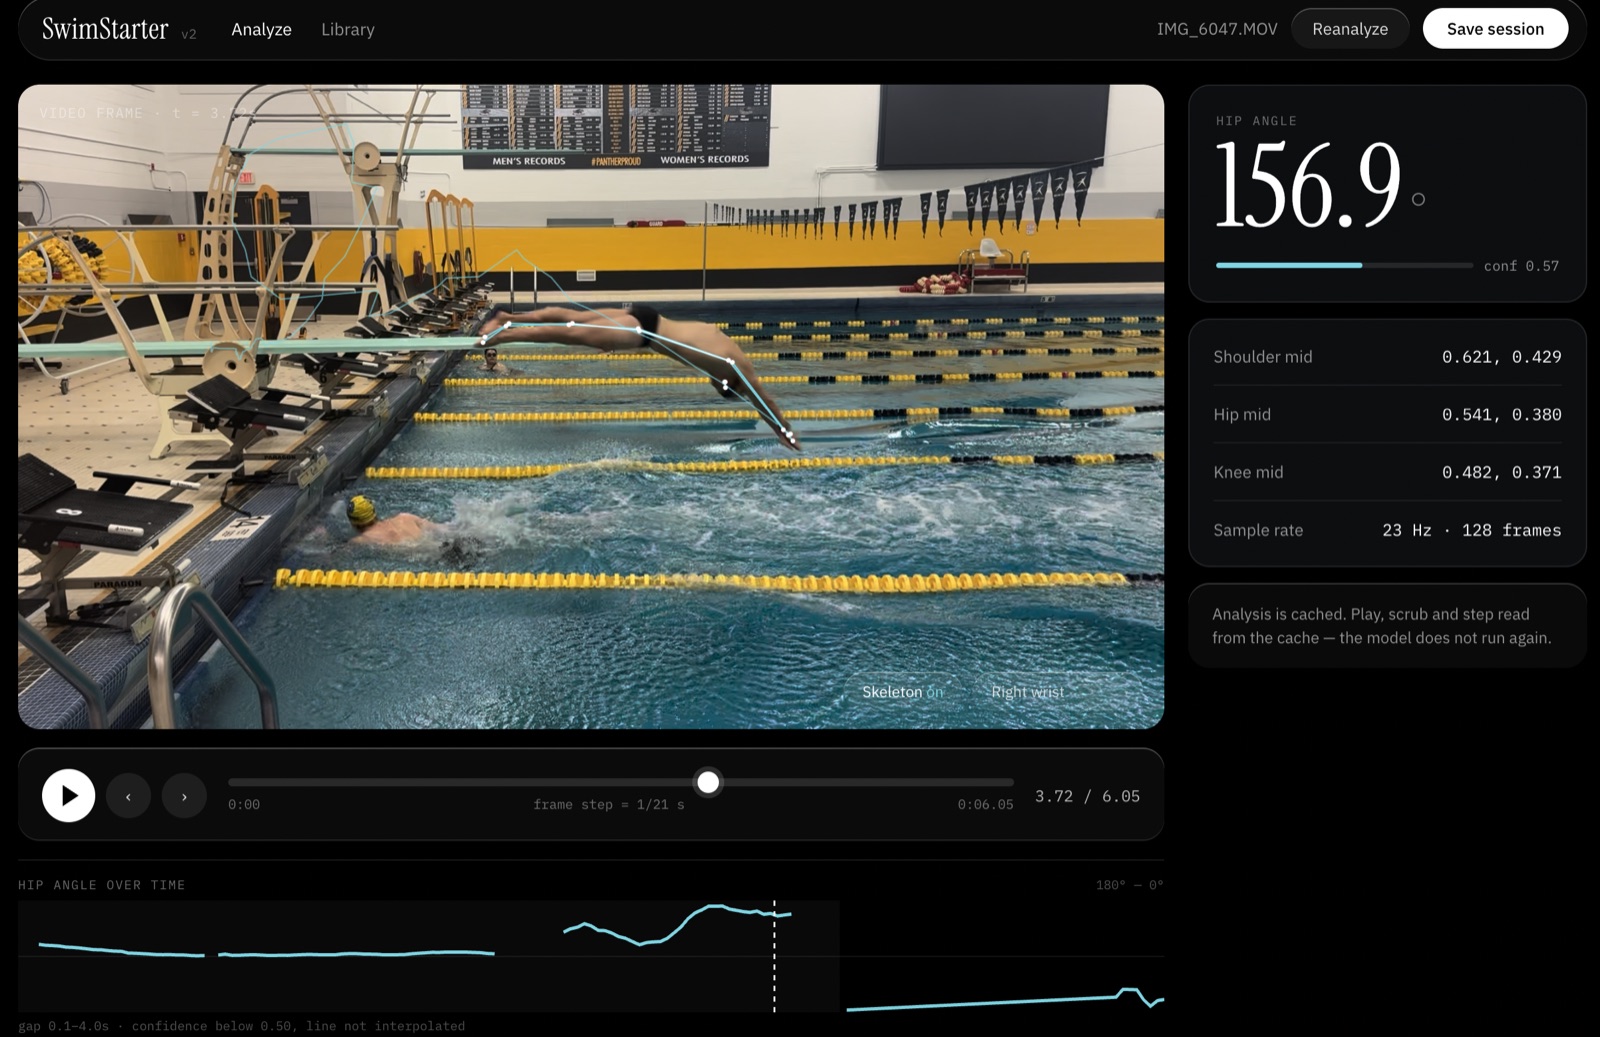 SwimStarter v2 Analyze Library IMG_6047.MOV Reanalyze Save session
VIDEO FRAME · t = 3.72s
MEN'S RECORDS #PANTHERPROUD WOMEN'S RECORDS
PARAGON
Skeleton on Right wrist
HIP ANGLE
156.9°
conf 0.57
Shoulder mid 0.621, 0.429
Hip mid 0.541, 0.380
Knee mid 0.482, 0.371
Sample rate 23 Hz · 128 frames
Analysis is cached. Play, scrub and step read
from the cache — the model does not run again.
0:00 frame step = 1/21 s 0:06.05 3.72 / 6.05
HIP ANGLE OVER TIME 180° — 0°
gap 0.1–4.0s · confidence below 0.50, line not interpolated